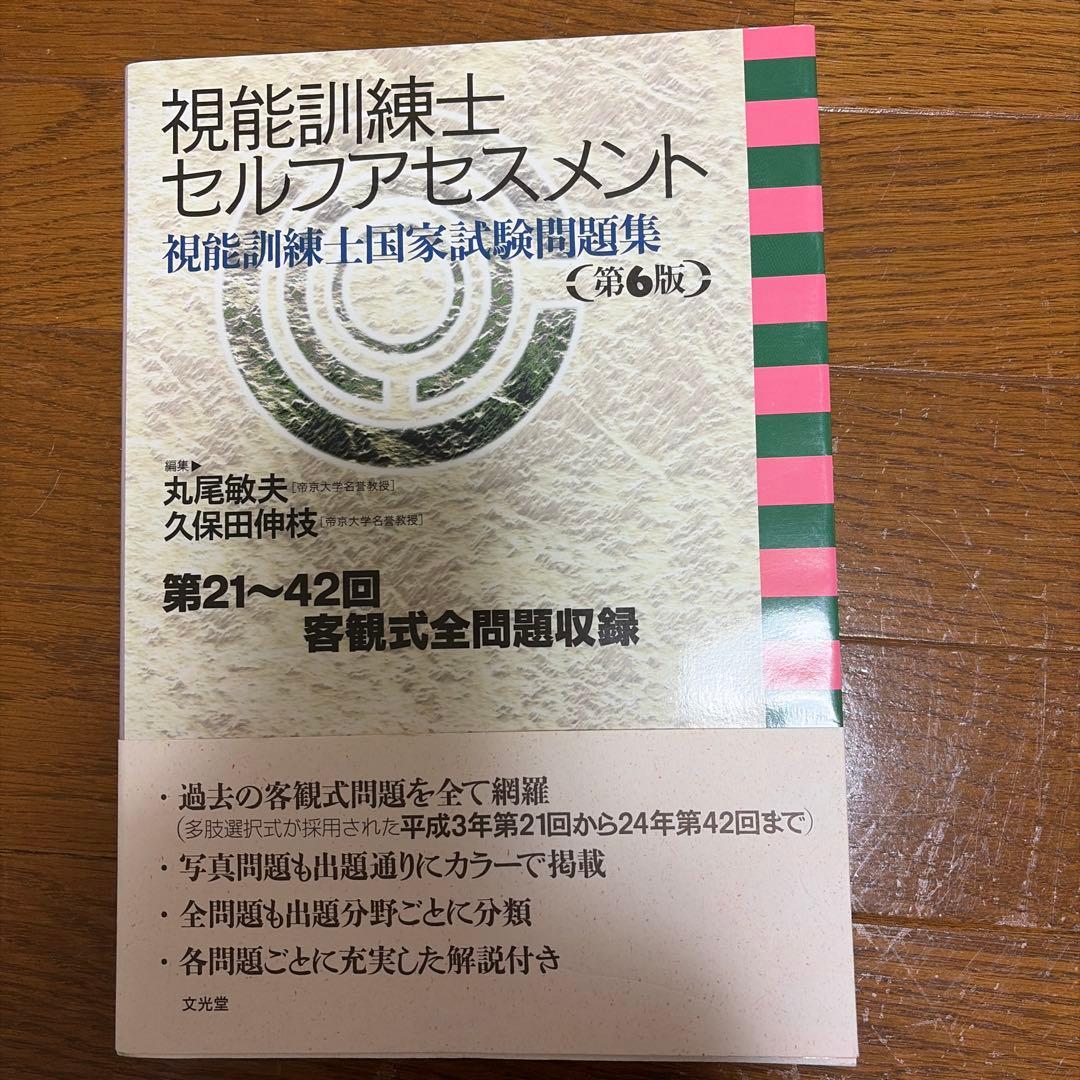 視能訓練士
セルフアセスメント
視能訓練士国家試験問題集
【第6版】
編集▶
丸尾敏夫[帝京大学名誉教授]
久保田伸枝[帝京大学名誉教授]
第21〜42回
客観式全問題収録
・過去の客観式問題を全て網羅
(多肢選択式が採用された平成3年第21回から24年第42回まで)
・写真問題も出題通りにカラーで掲載
・全問題も出題分野ごとに分類
・各問題ごとに充実した解説付き
文光堂